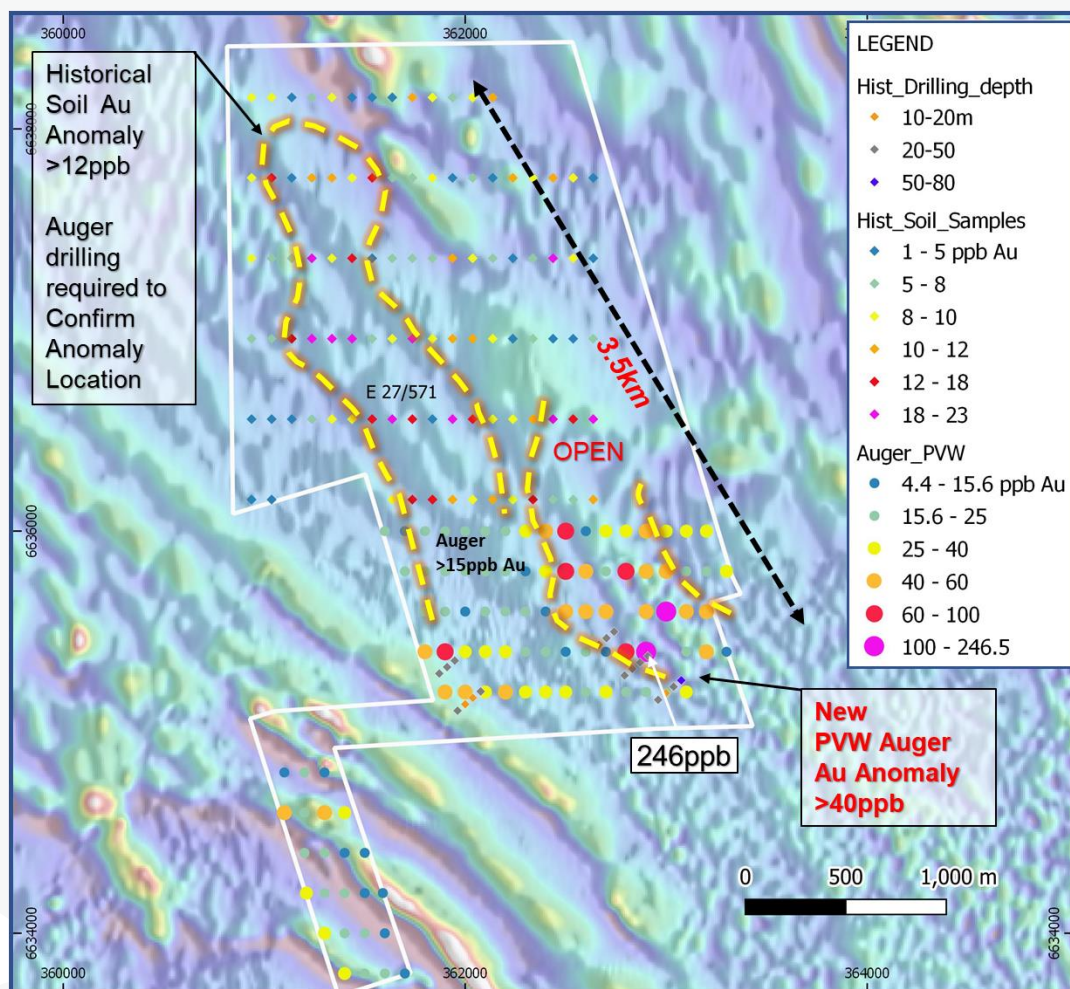 360000
362000
6638000
6636000
6634000
Historical
Soil Au
Anomaly
>12ppb
Auger
drilling
required to
Confirm
Anomaly
Location
3.5km
E 27/571
OPEN
Auger
>15ppb Au
246ppb
New
PVW Auger
Au Anomaly
>40ppb
0 500 1,000 m
LEGEND
Hist_Drilling_depth
10-20m
20-50
50-80
Hist_Soil_Samples
1 - 5 ppb Au
5 - 8
8 - 10
10 - 12
12 - 18
18 - 23
Auger_PVW
4.4 - 15.6 ppb Au
15.6 - 25
25 - 40
40 - 60
60 - 100
100 - 246.5
6634000
360000
362000
364000